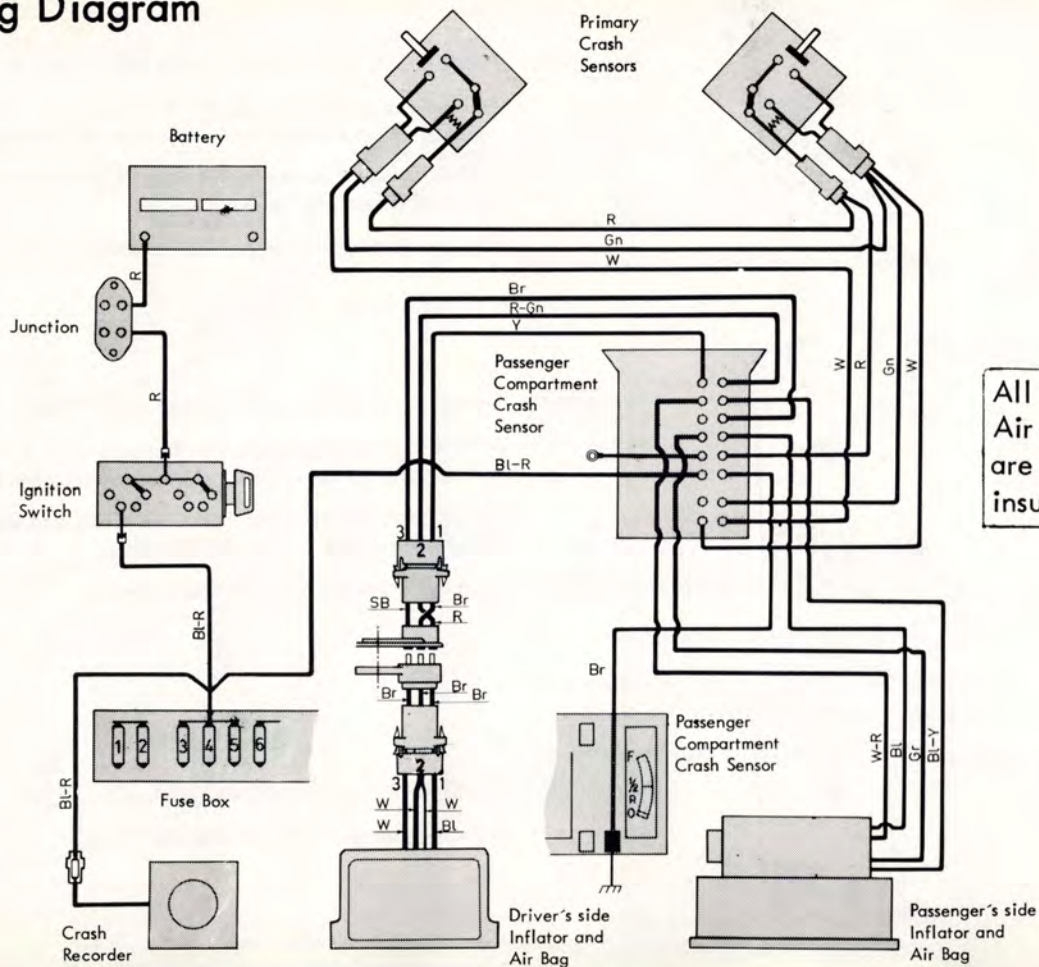 g Diagram
Primary
Crash
Sensors
Battery
R
Junction
R
R
Gn
W
Br
R-Gn
Y
Passenger
Compartment
Crash
Sensor
W
R
Gn
W
All
Air
are
insu
Ignition
Switch
Bl-R
3
2
1
SB
Br
R
Bl-R
Br
Br
Br
Br
1
2
3
4
5
6
Fuse Box
Bl-R
3
2
1
W
W
W
Bl
F
½
R
O
Passenger
Compartment
Crash Sensor
W-R
Bl
Gr
Bl-Y
Crash
Recorder
Driver's side
Inflator and
Air Bag
Passenger's side
Inflator and
Air Bag